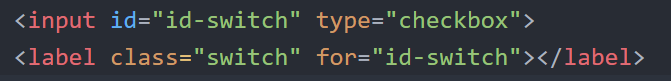 <input id="id-switch" type="checkbox">
<label class="switch" for="id-switch"></label>